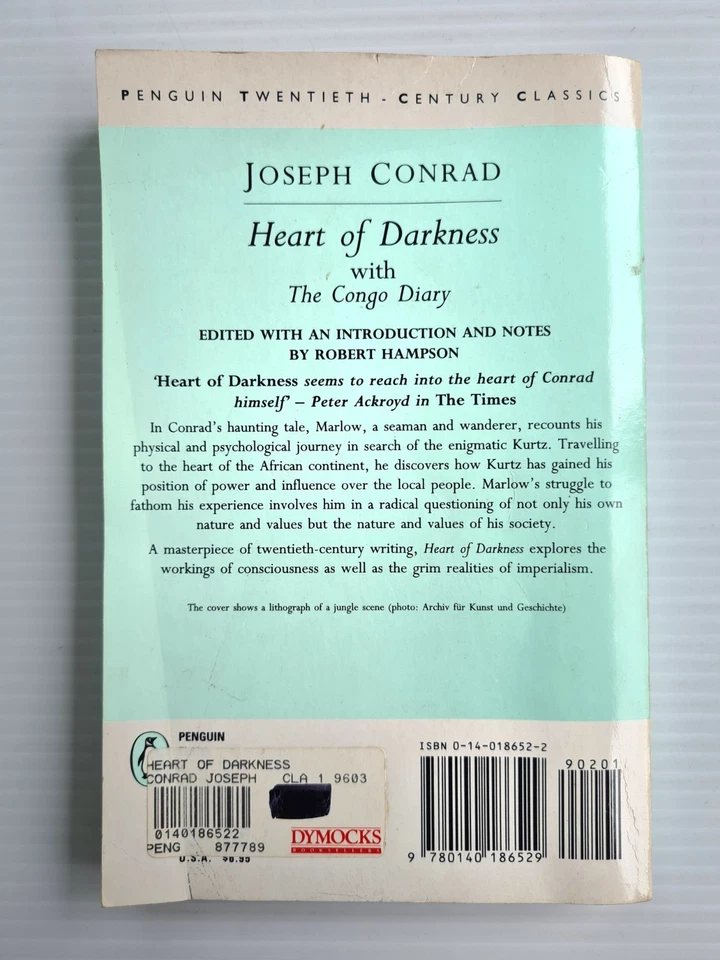 PENGUIN TWENTIETH-CENTURY CLASSICS
JOSEPH CONRAD
Heart of Darkness
with
The Congo Diary
EDITED WITH AN INTRODUCTION AND NOTES
BY ROBERT HAMPSON
‘Heart of Darkness seems to reach into the heart of Conrad
himself’ – Peter Ackroyd in The Times
In Conrad’s haunting tale, Marlow, a seaman and wanderer, recounts his
physical and psychological journey in search of the enigmatic Kurtz. Travelling
to the heart of the African continent, he discovers how Kurtz has gained his
position of power and influence over the local people. Marlow’s struggle to
fathom his experience involves him in a radical questioning of not only his own
nature and values but the nature and values of his society.
A masterpiece of twentieth-century writing, Heart of Darkness explores the
workings of consciousness as well as the grim realities of imperialism.
The cover shows a lithograph of a jungle scene (photo: Archiv für Kunst und Geschichte)
PENGUIN
HEART OF DARKNESS
CONRAD JOSEPH CLA 1 9603
0140186522
PENG 877789
DYMOCKS
BOOKSELLERS
U.S.A. $6.95
ISBN 0-14-018652-2
90201
9 780140 186529